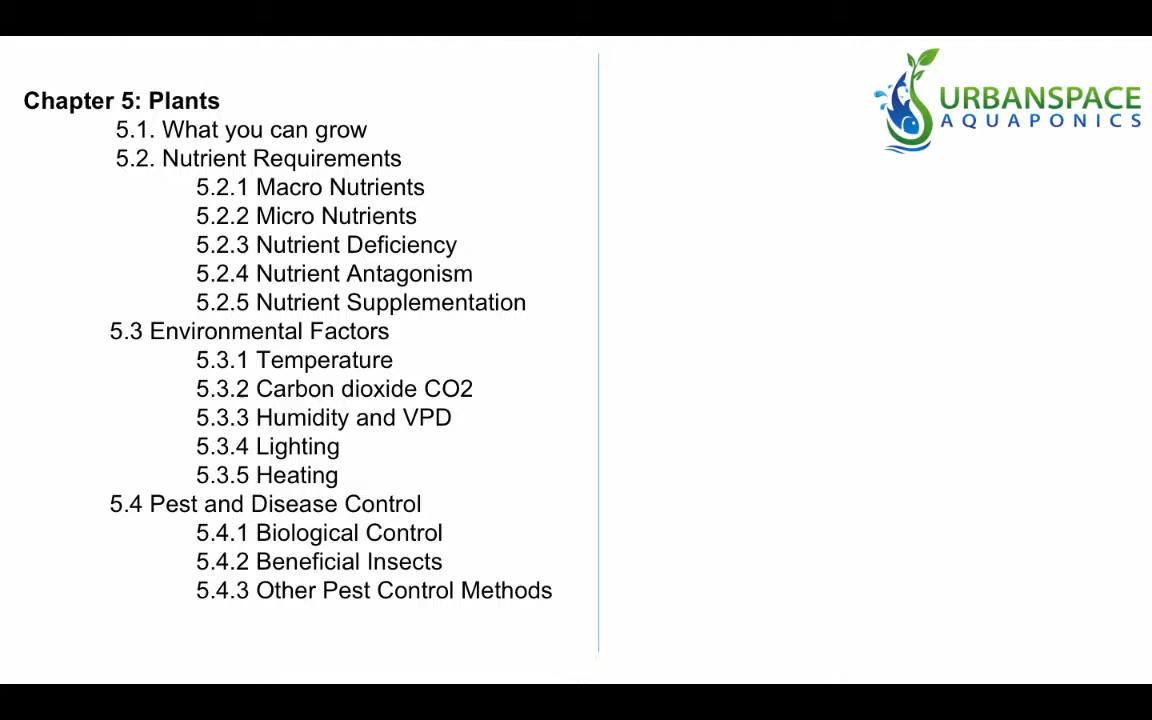 Chapter 5: Plants
5.1. What you can grow
5.2. Nutrient Requirements
5.2.1 Macro Nutrients
5.2.2 Micro Nutrients
5.2.3 Nutrient Deficiency
5.2.4 Nutrient Antagonism
5.2.5 Nutrient Supplementation
5.3 Environmental Factors
5.3.1 Temperature
5.3.2 Carbon dioxide CO2
5.3.3 Humidity and VPD
5.3.4 Lighting
5.3.5 Heating
5.4 Pest and Disease Control
5.4.1 Biological Control
5.4.2 Beneficial Insects
5.4.3 Other Pest Control Methods
URBANSPACE
AQUAPONICS